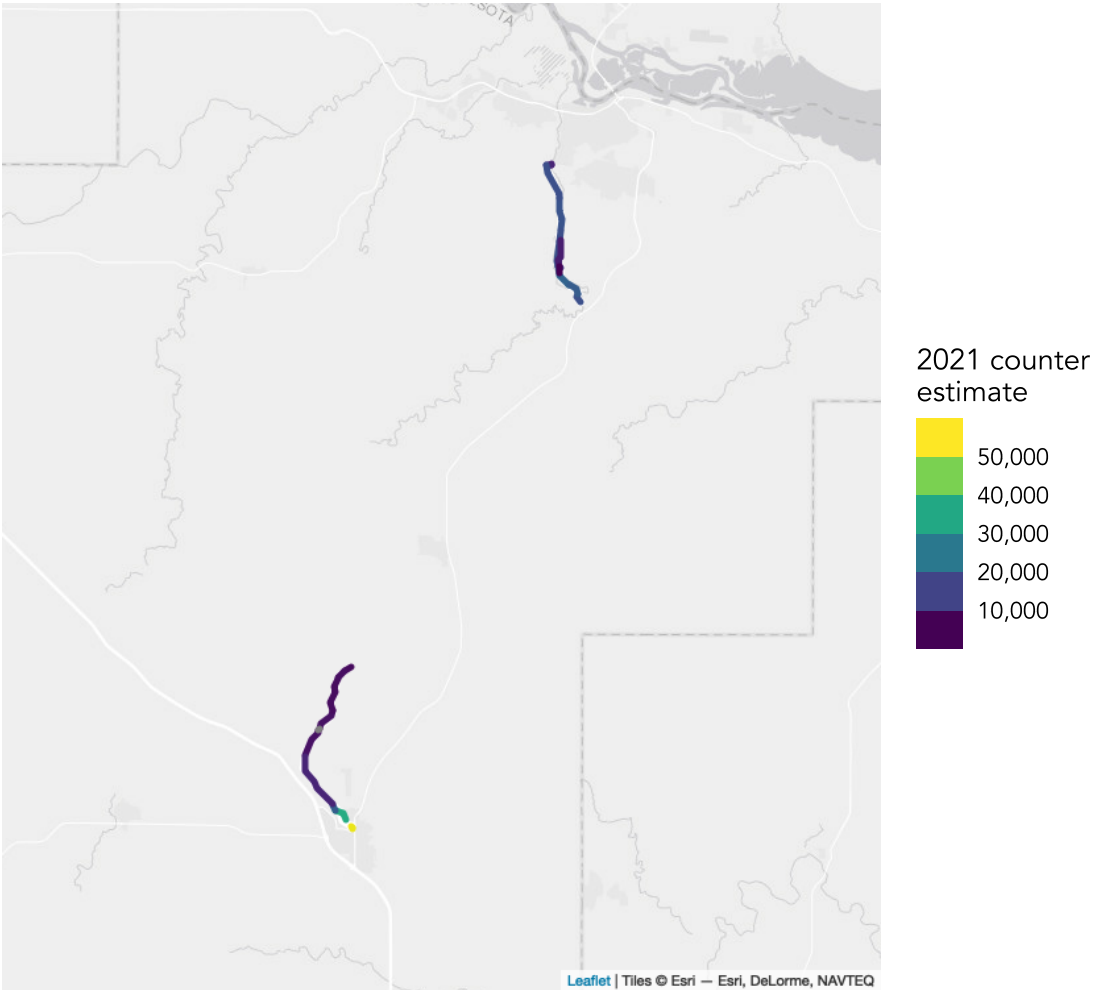 2021 counter
estimate
50,000
40,000
30,000
20,000
10,000
Leaflet | Tiles © Esri — Esri, DeLorme, NAVTEQ